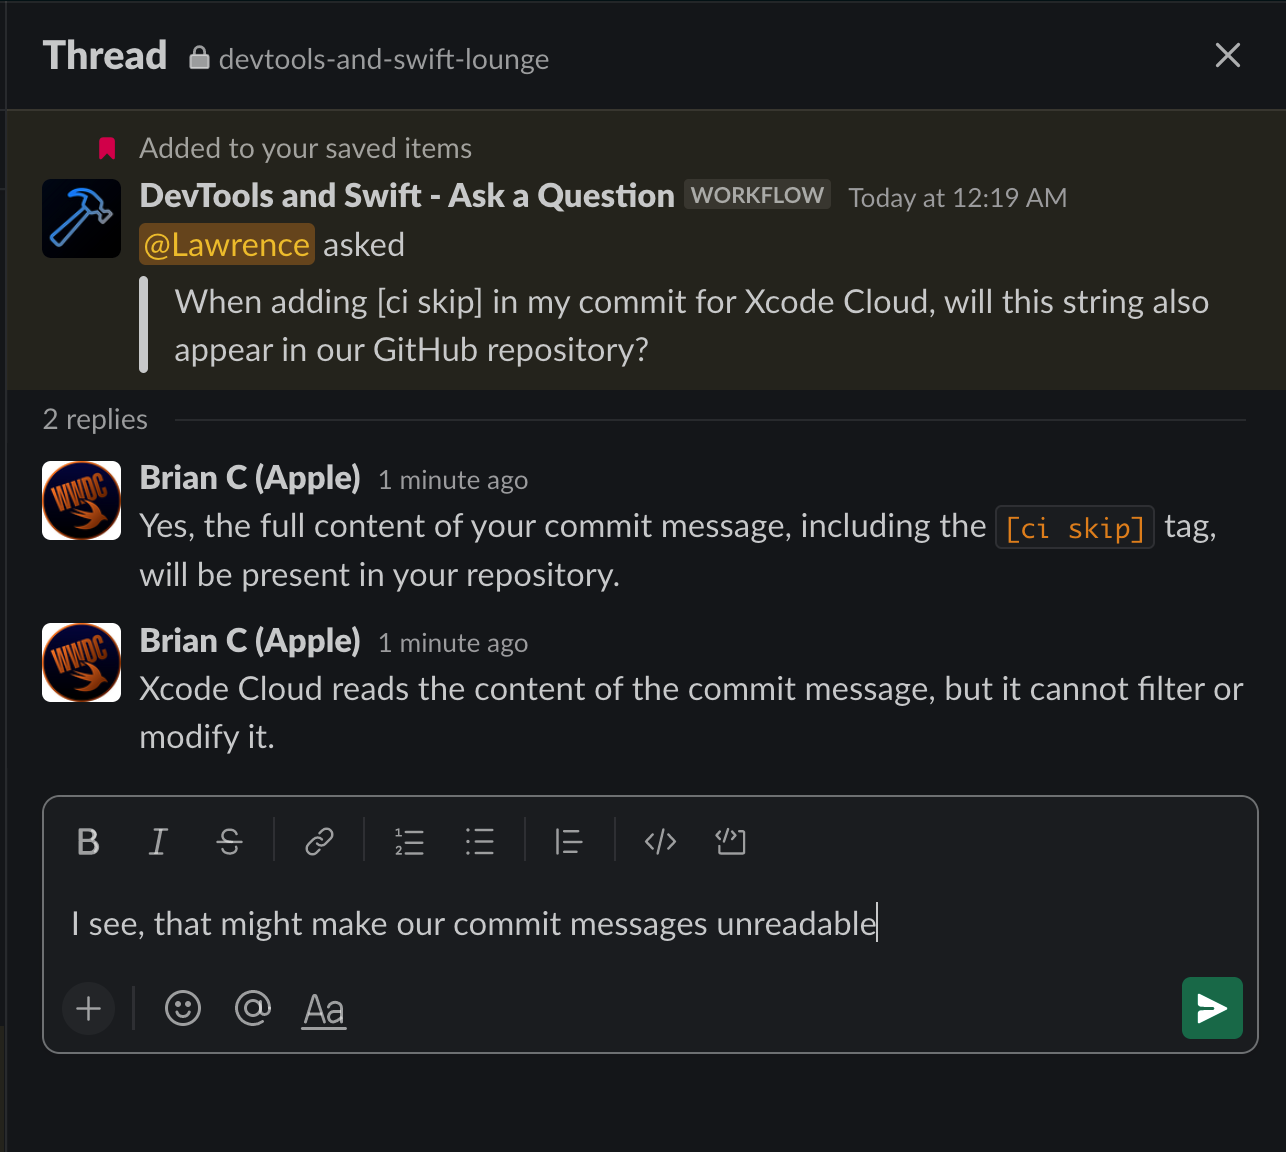 Thread devtools-and-swift-lounge
Added to your saved items
DevTools and Swift - Ask a Question WORKFLOW Today at 12:19 AM
@Lawrence asked
When adding [ci skip] in my commit for Xcode Cloud, will this string also
appear in our GitHub repository?
2 replies
WWDC
Brian C (Apple) 1 minute ago
Yes, the full content of your commit message, including the [ci skip] tag,
will be present in your repository.
WWDC
Brian C (Apple) 1 minute ago
Xcode Cloud reads the content of the commit message, but it cannot filter or
modify it.
B I S 1 2 </> </>
I see, that might make our commit messages unreadable
+ @ Aa